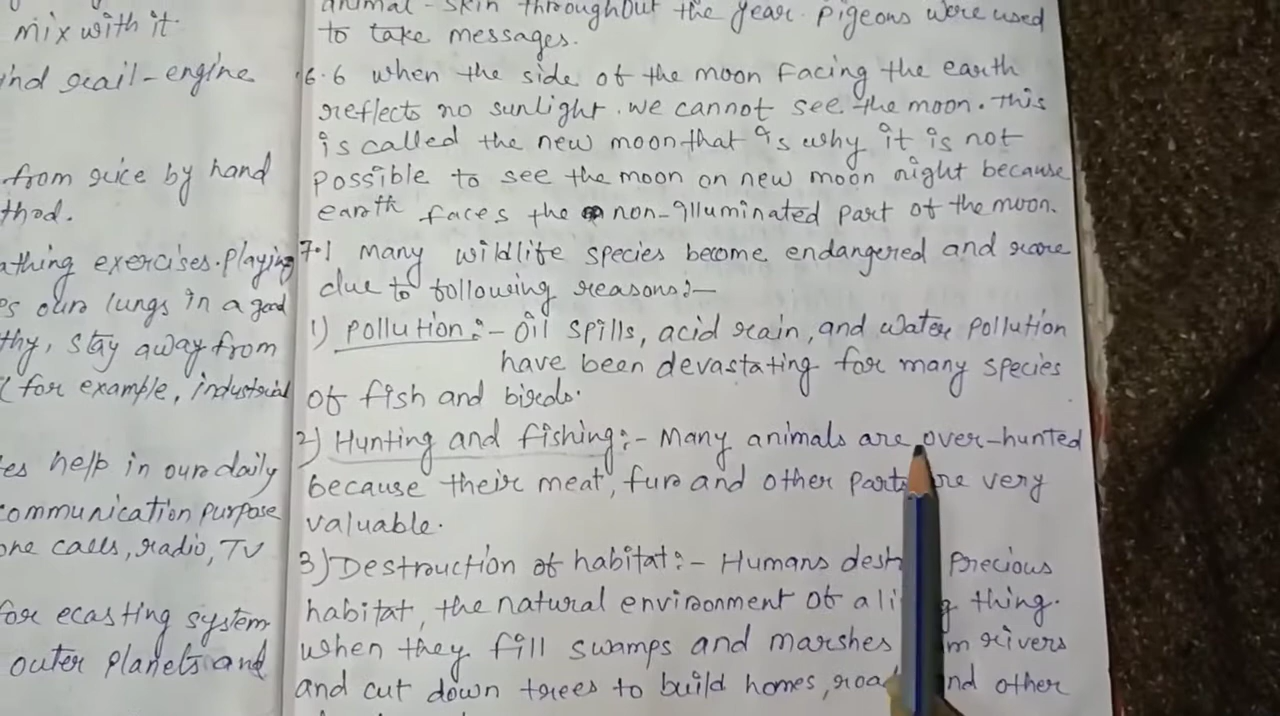 mix with it.
ind rail-engine
from rice by hand
thod.
athing exercises. Playing
es our lungs in a good
thy, stay away from
for example, industrial
es help in our daily
communication purpose
one calls, radio, TV
forecasting system
outer planets and
animal-skin throughout the year. pigeons were used
to take messages.
6.6 when the side of the moon facing the earth
reflects no sunlight. we cannot see the moon. This
is called the new moon that is why it is not
possible to see the moon on new moon night because
earth faces the non-illuminated part of the moon.
7.1 many wildlife species become endangered and rare
due to following reasons:-
1) pollution:- Oil spills, acid rain, and water pollution
have been devastating for many species
of fish and birds.
2) Hunting and fishing:- Many animals are over-hunted
because their meat, fur and other parts are very
valuable.
3) Destruction of habitat:- Humans dest precious
habitat, the natural environment of a li g thing.
when they fill swamps and marshes m rivers
and cut down trees to build homes, roa nd other